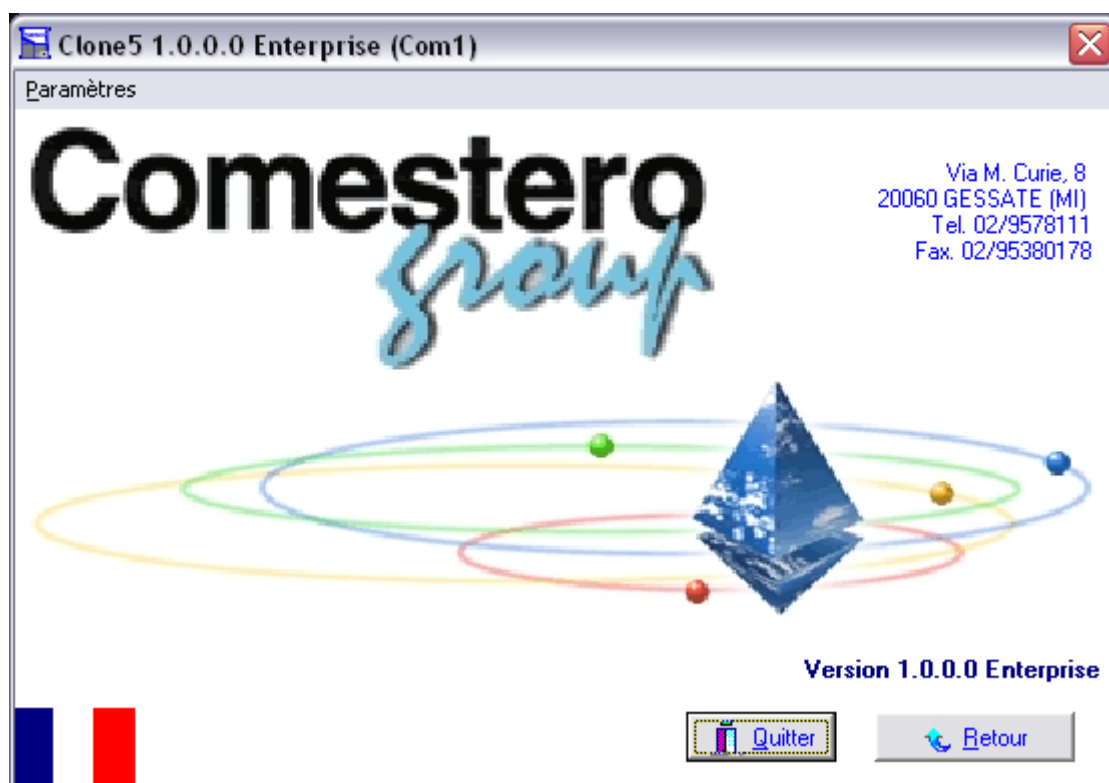 Clone5 1.0.0.0 Enterprise (Com1)
Paramètres
Comestero
group
Via M. Curie, 8
20060 GESSATE (MI)
Tel. 02/9578111
Fax. 02/95380178
Version 1.0.0.0 Enterprise
Quitter
Retour